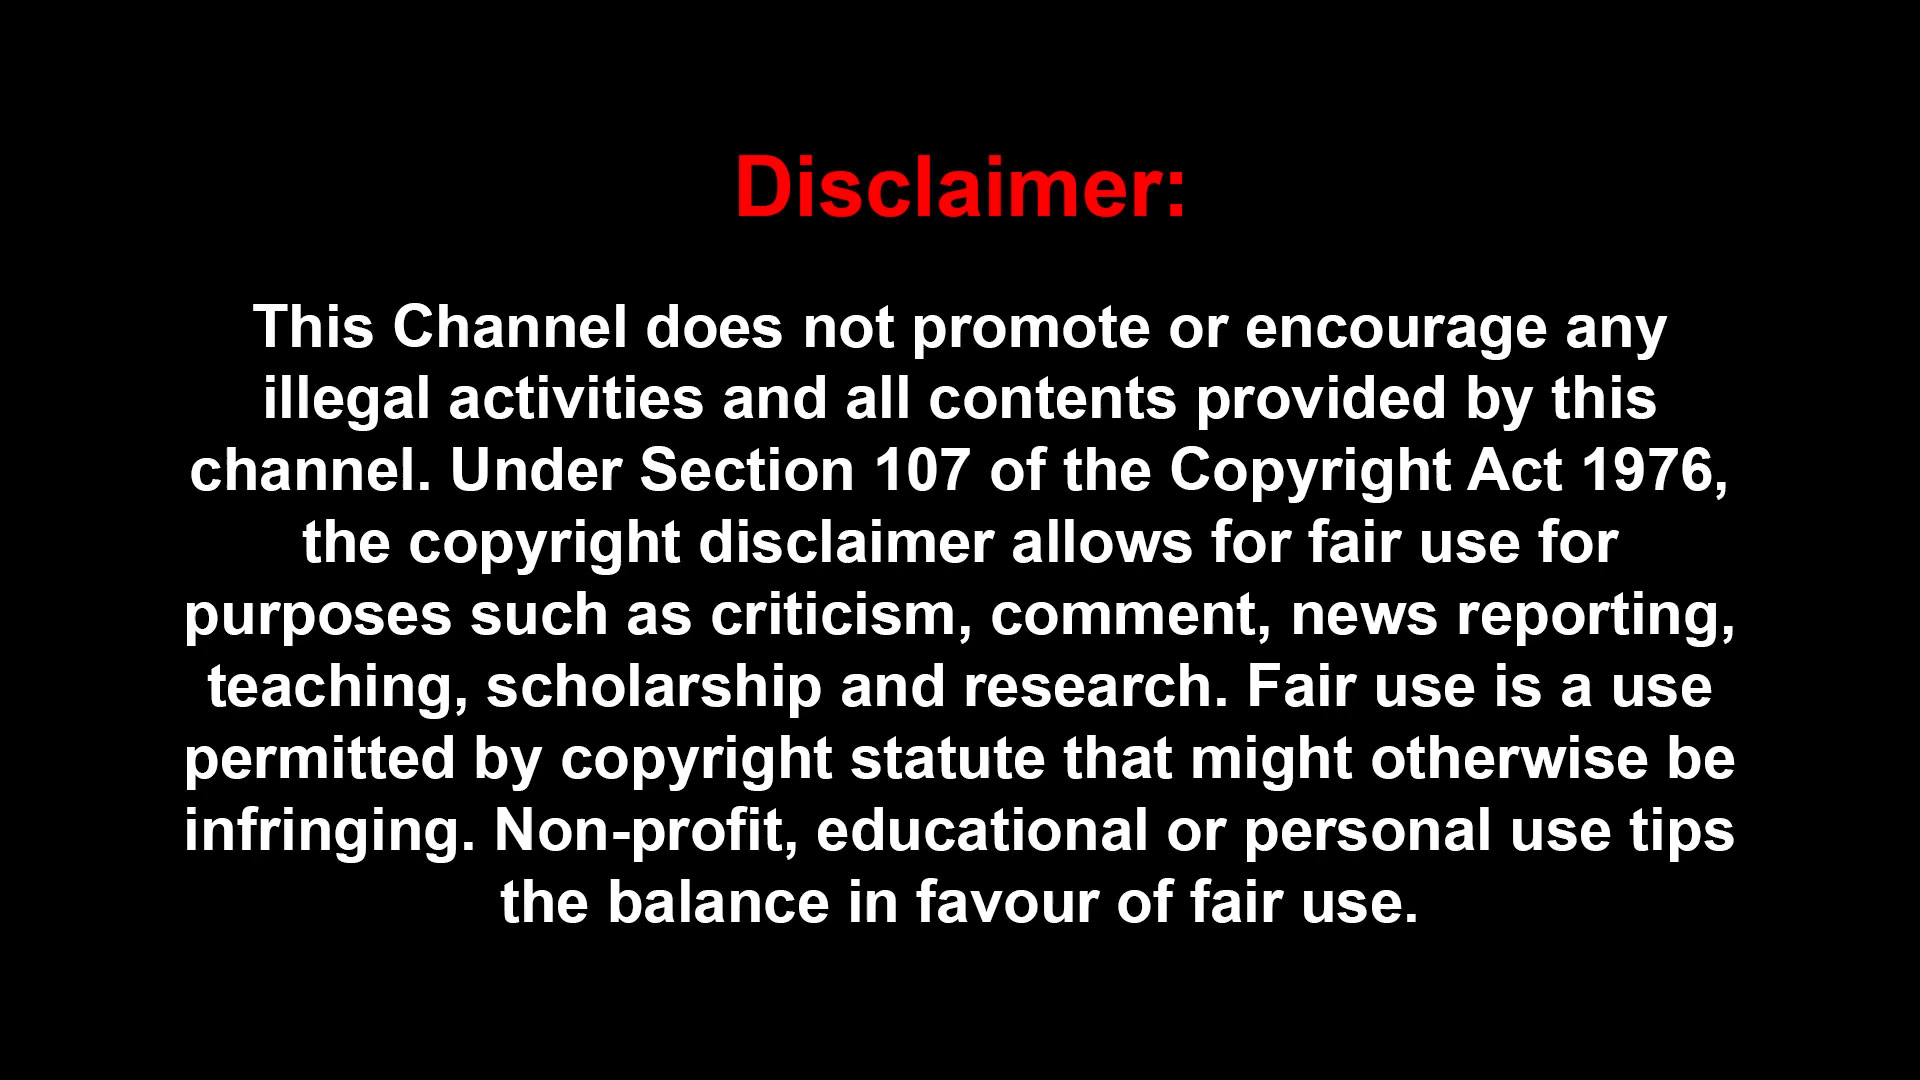 Disclaimer:
This Channel does not promote or encourage any
illegal activities and all contents provided by this
channel. Under Section 107 of the Copyright Act 1976,
the copyright disclaimer allows for fair use for
purposes such as criticism, comment, news reporting,
teaching, scholarship and research. Fair use is a use
permitted by copyright statute that might otherwise be
infringing. Non-profit, educational or personal use tips
the balance in favour of fair use.